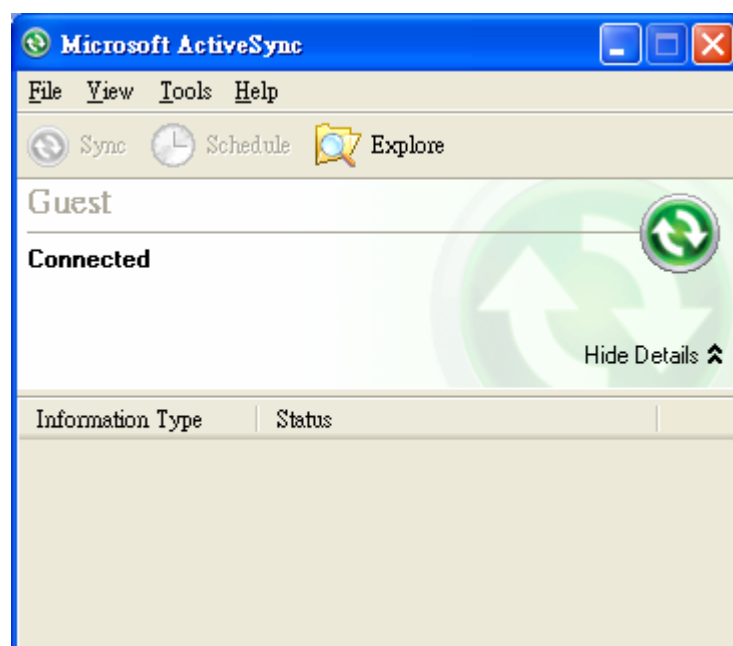 Microsoft ActiveSync
File View Tools Help
Sync Schedule Explore
Guest
Connected
Hide Details
Information Type Status